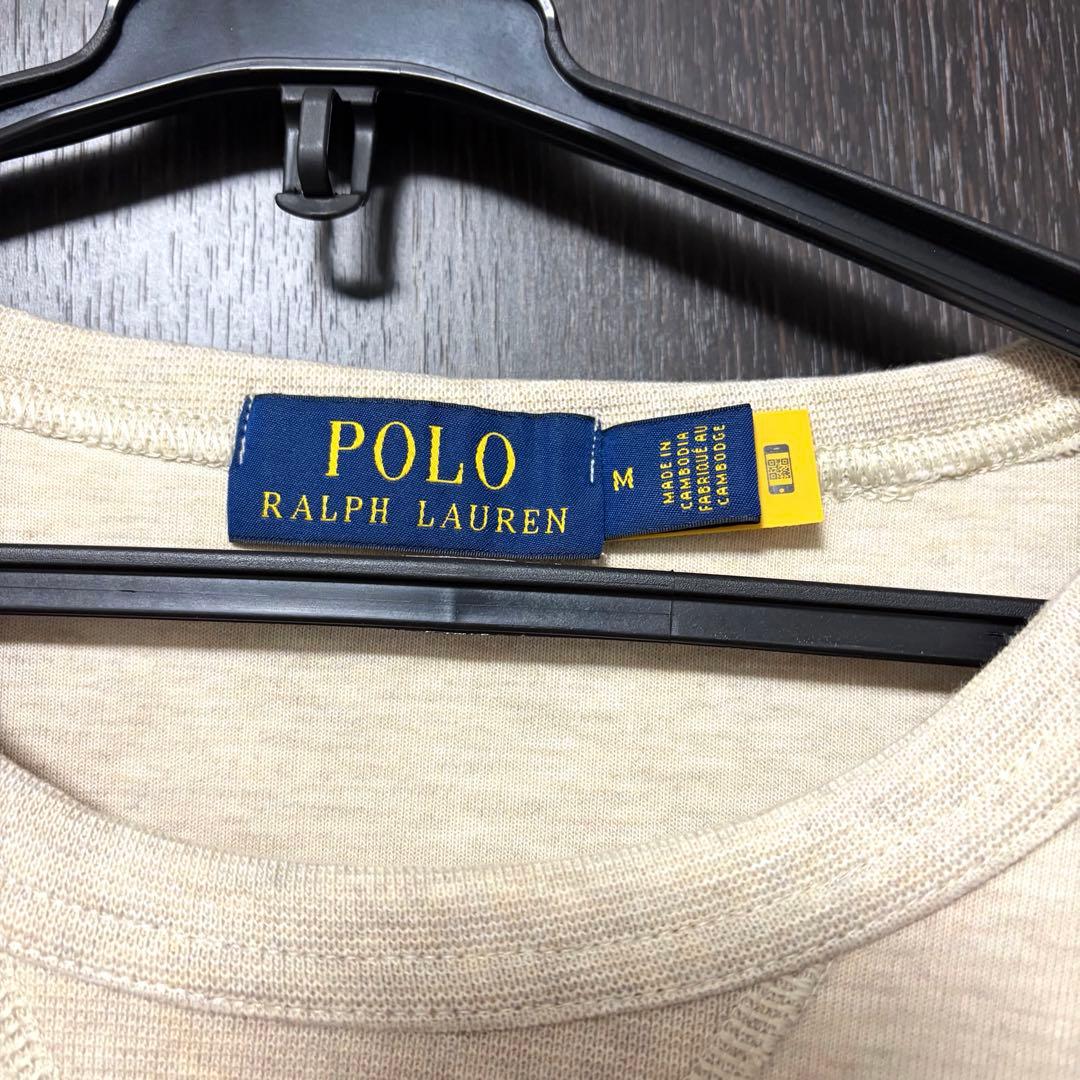 POLO
RALPH LAUREN
M
MADE IN
CAMBODIA
FABRIQUÉ AU
CAMBODGE